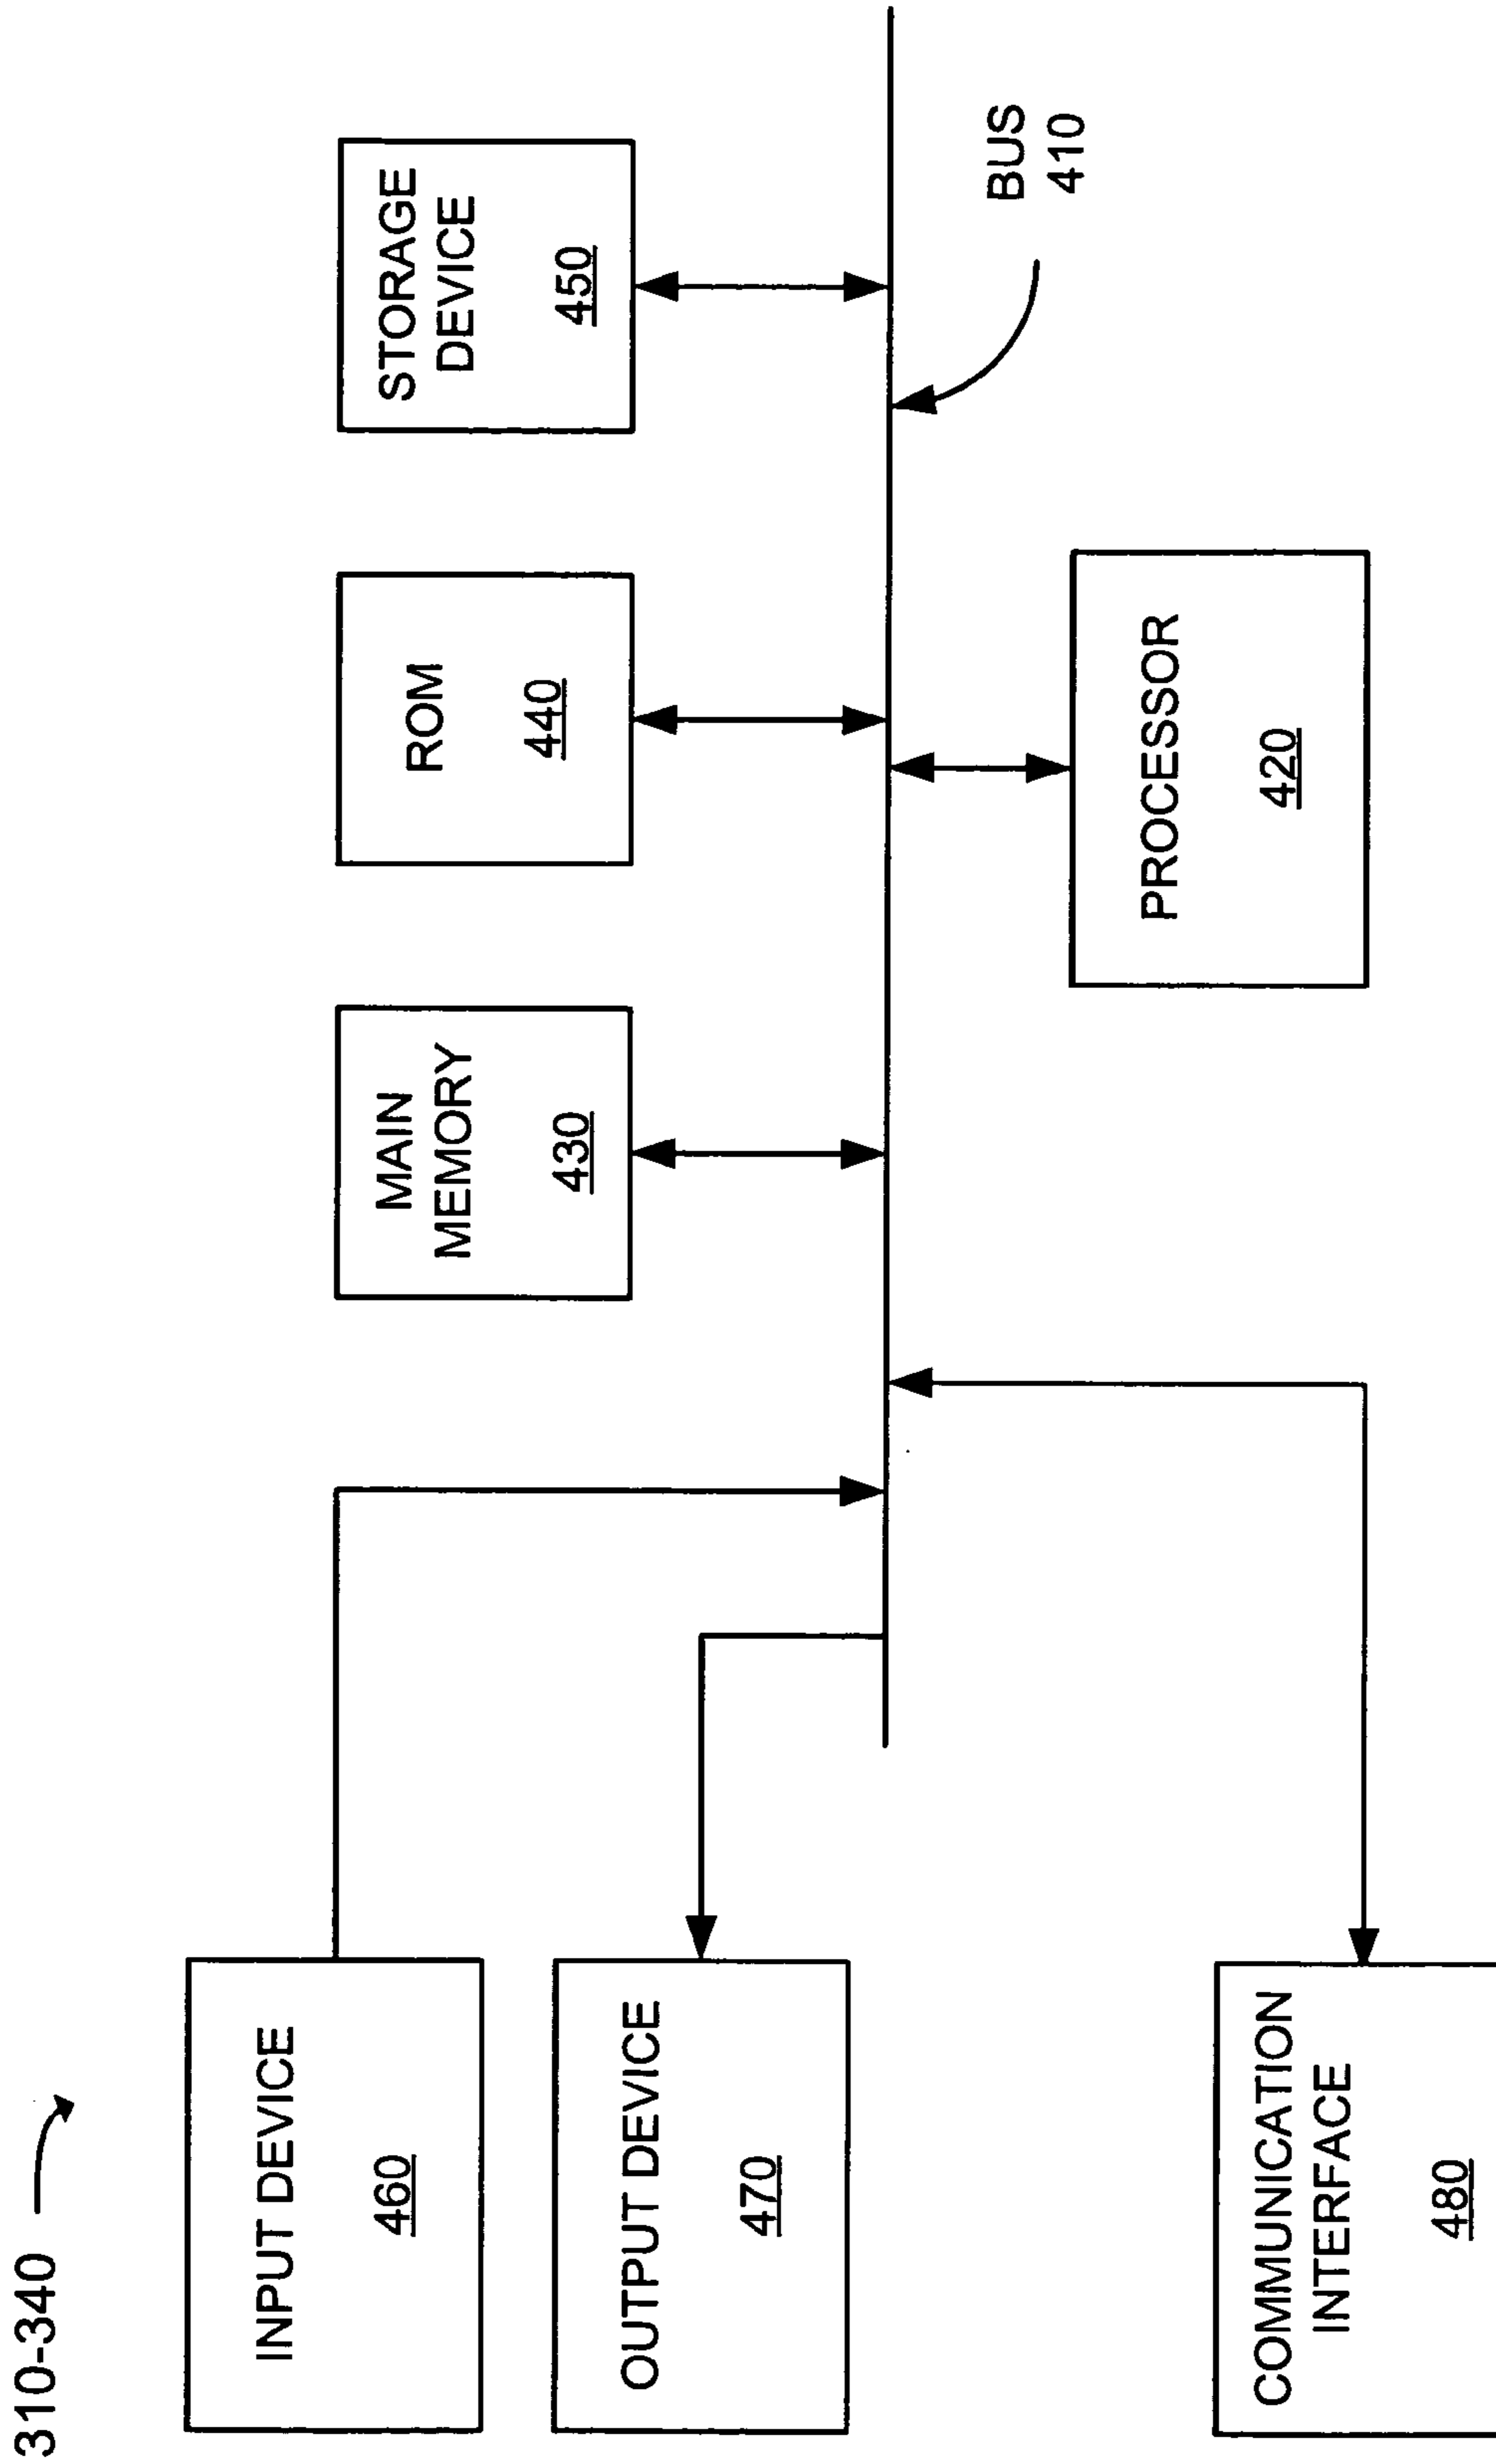 310-340
INPUT DEVICE
460
OUTPUT DEVICE
470
COMMUNICATION
INTERFACE
480
MAIN
MEMORY
430
ROM
440
STORAGE
DEVICE
450
PROCESSOR
420
BUS
410